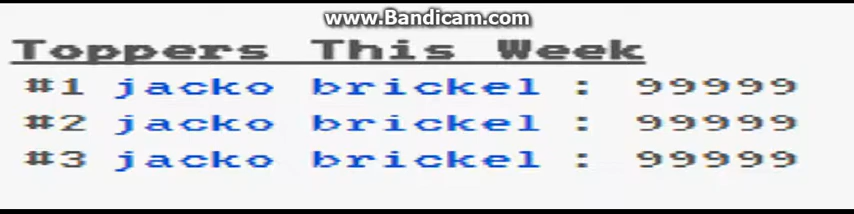 www.Bandicam.com
Toppers This Week
#1 jacko brickel : 99999
#2 jacko brickel : 99999
#3 jacko brickel : 99999